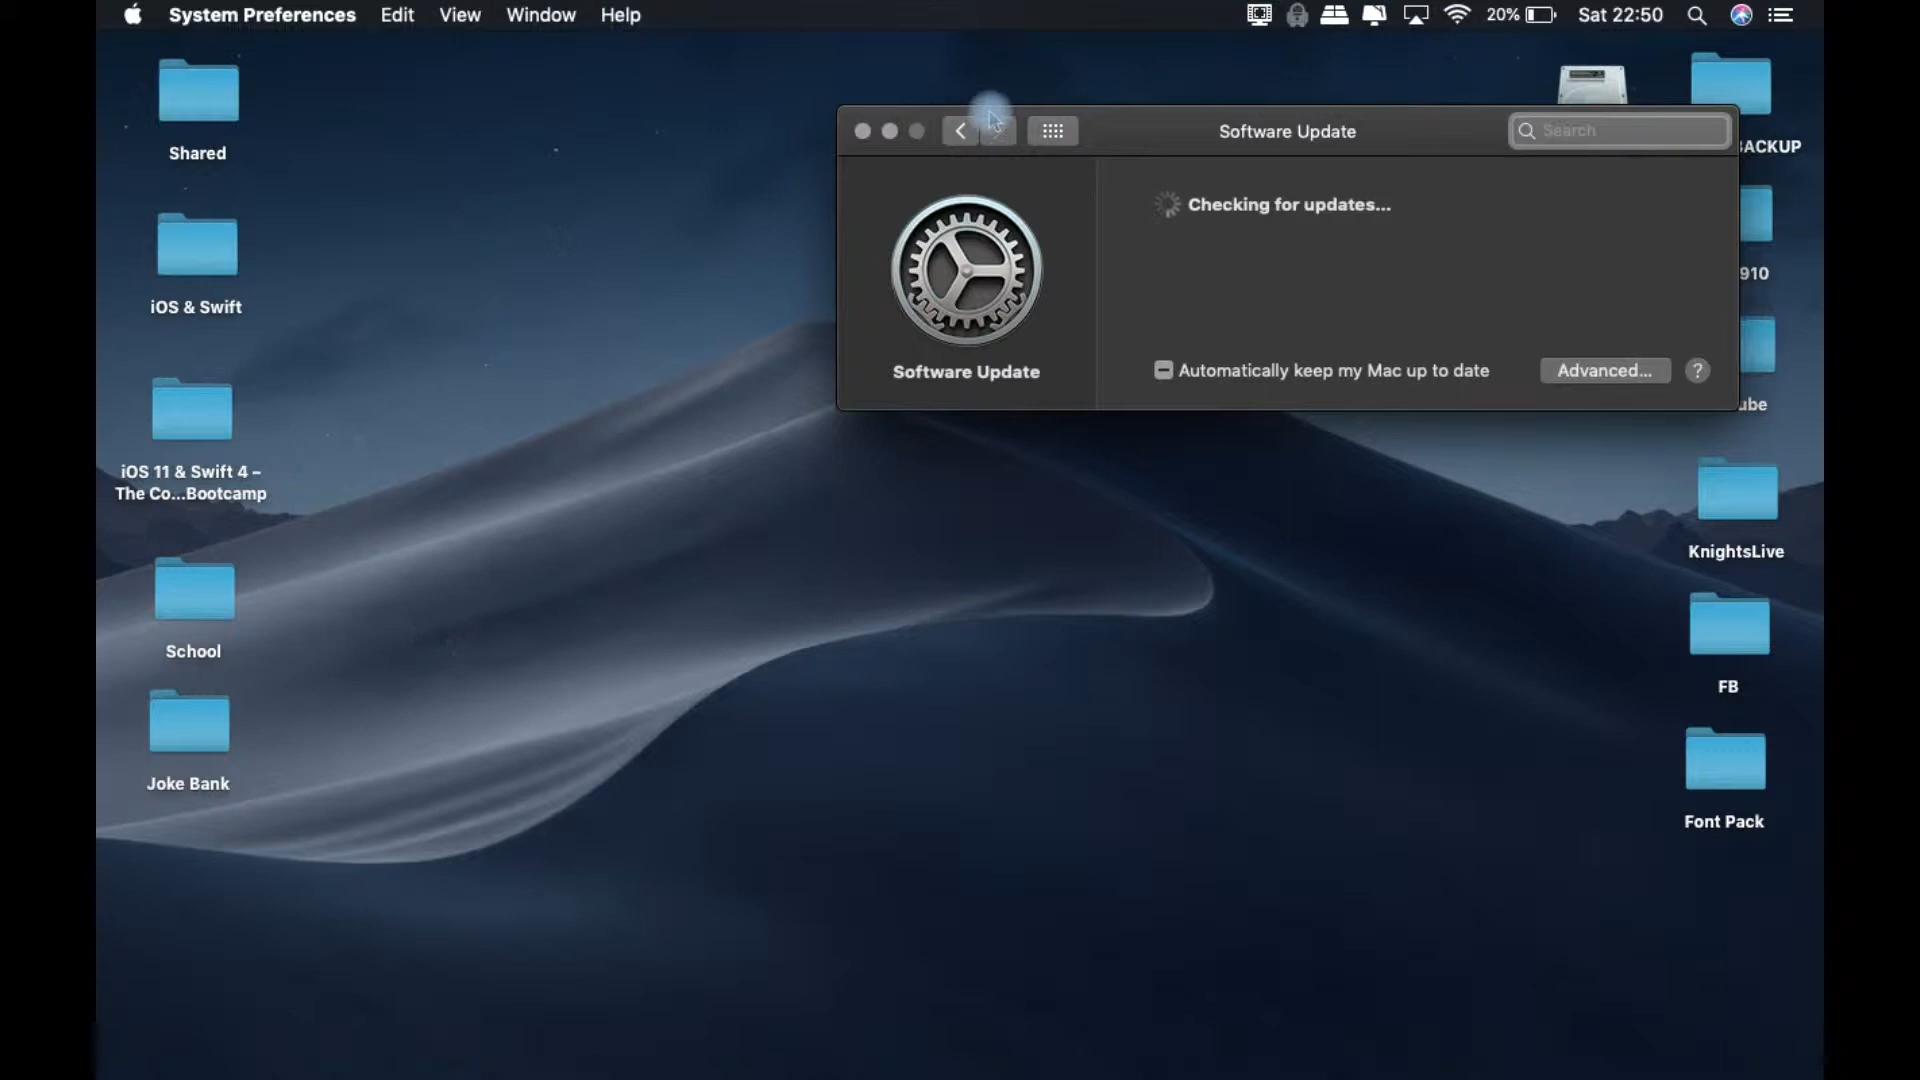 System Preferences Edit View Window Help
20% Sat 22:50
Shared
iOS & Swift
iOS 11 & Swift 4 –
The Co...Bootcamp
School
Joke Bank
Software Update
Search
Checking for updates...
Software Update
Automatically keep my Mac up to date
Advanced...
?
BACKUP
910
ube
KnightsLive
FB
Font Pack